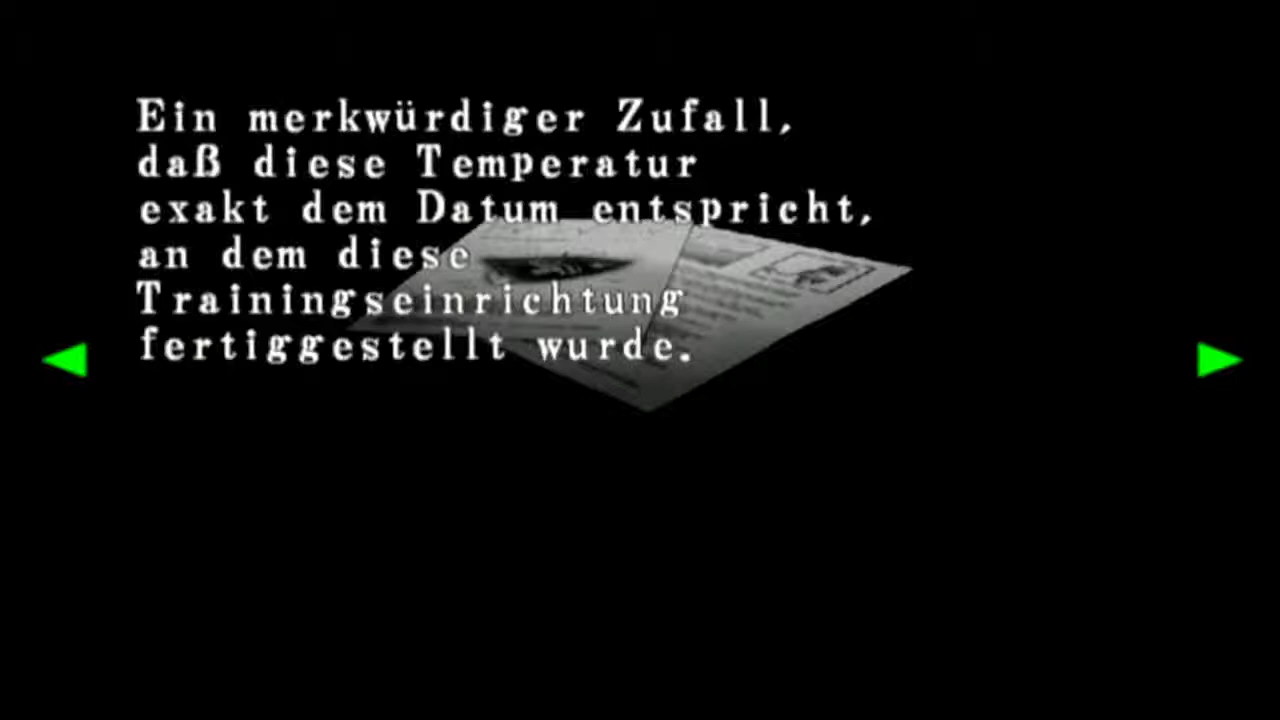 Ein merkwürdiger Zufall,
daß diese Temperatur
exakt dem Datum entspricht,
an dem diese
Trainingseinrichtung
fertiggestellt wurde.